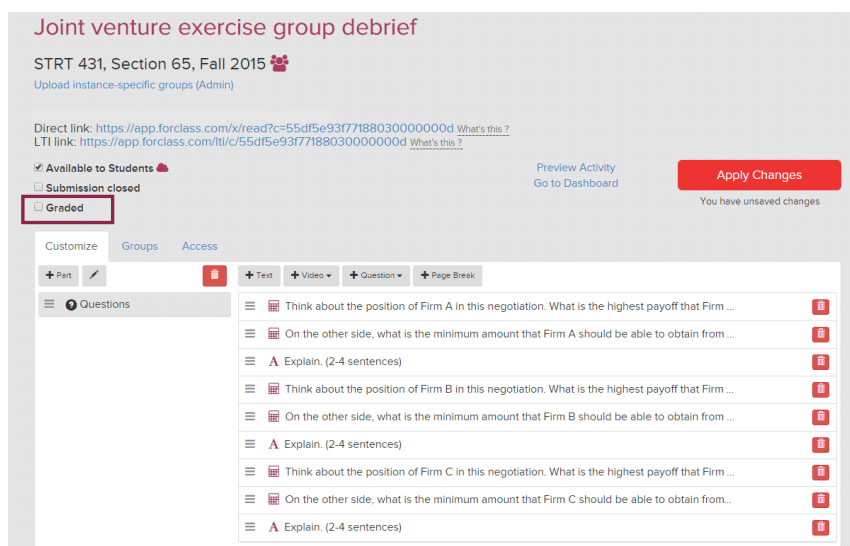 Joint venture exercise group debrief
STRT 431, Section 65, Fall 2015
Upload instance-specific groups (Admin)
Direct link: https://app.forclass.com/x/read?c=55df5e93f77188030000000d What's this ?
LTI link: https://app.forclass.com/lti/c/55df5e93f77188030000000d What's this ?
Available to Students
Submission closed
Graded
Preview Activity
Go to Dashboard
Apply Changes
You have unsaved changes
Customize Groups Access
+ Part
+ Text + Video + Question + Page Break
Questions
Think about the position of Firm A in this negotiation. What is the highest payoff that Firm ...
On the other side, what is the minimum amount that Firm A should be able to obtain from ...
A Explain. (2-4 sentences)
Think about the position of Firm B in this negotiation. What is the highest payoff that Firm ...
On the other side, what is the minimum amount that Firm B should be able to obtain from ...
A Explain. (2-4 sentences)
Think about the position of Firm C in this negotiation. What is the highest payoff that Firm ...
On the other side, what is the minimum amount that Firm C should be able to obtain from...
A Explain. (2-4 sentences)